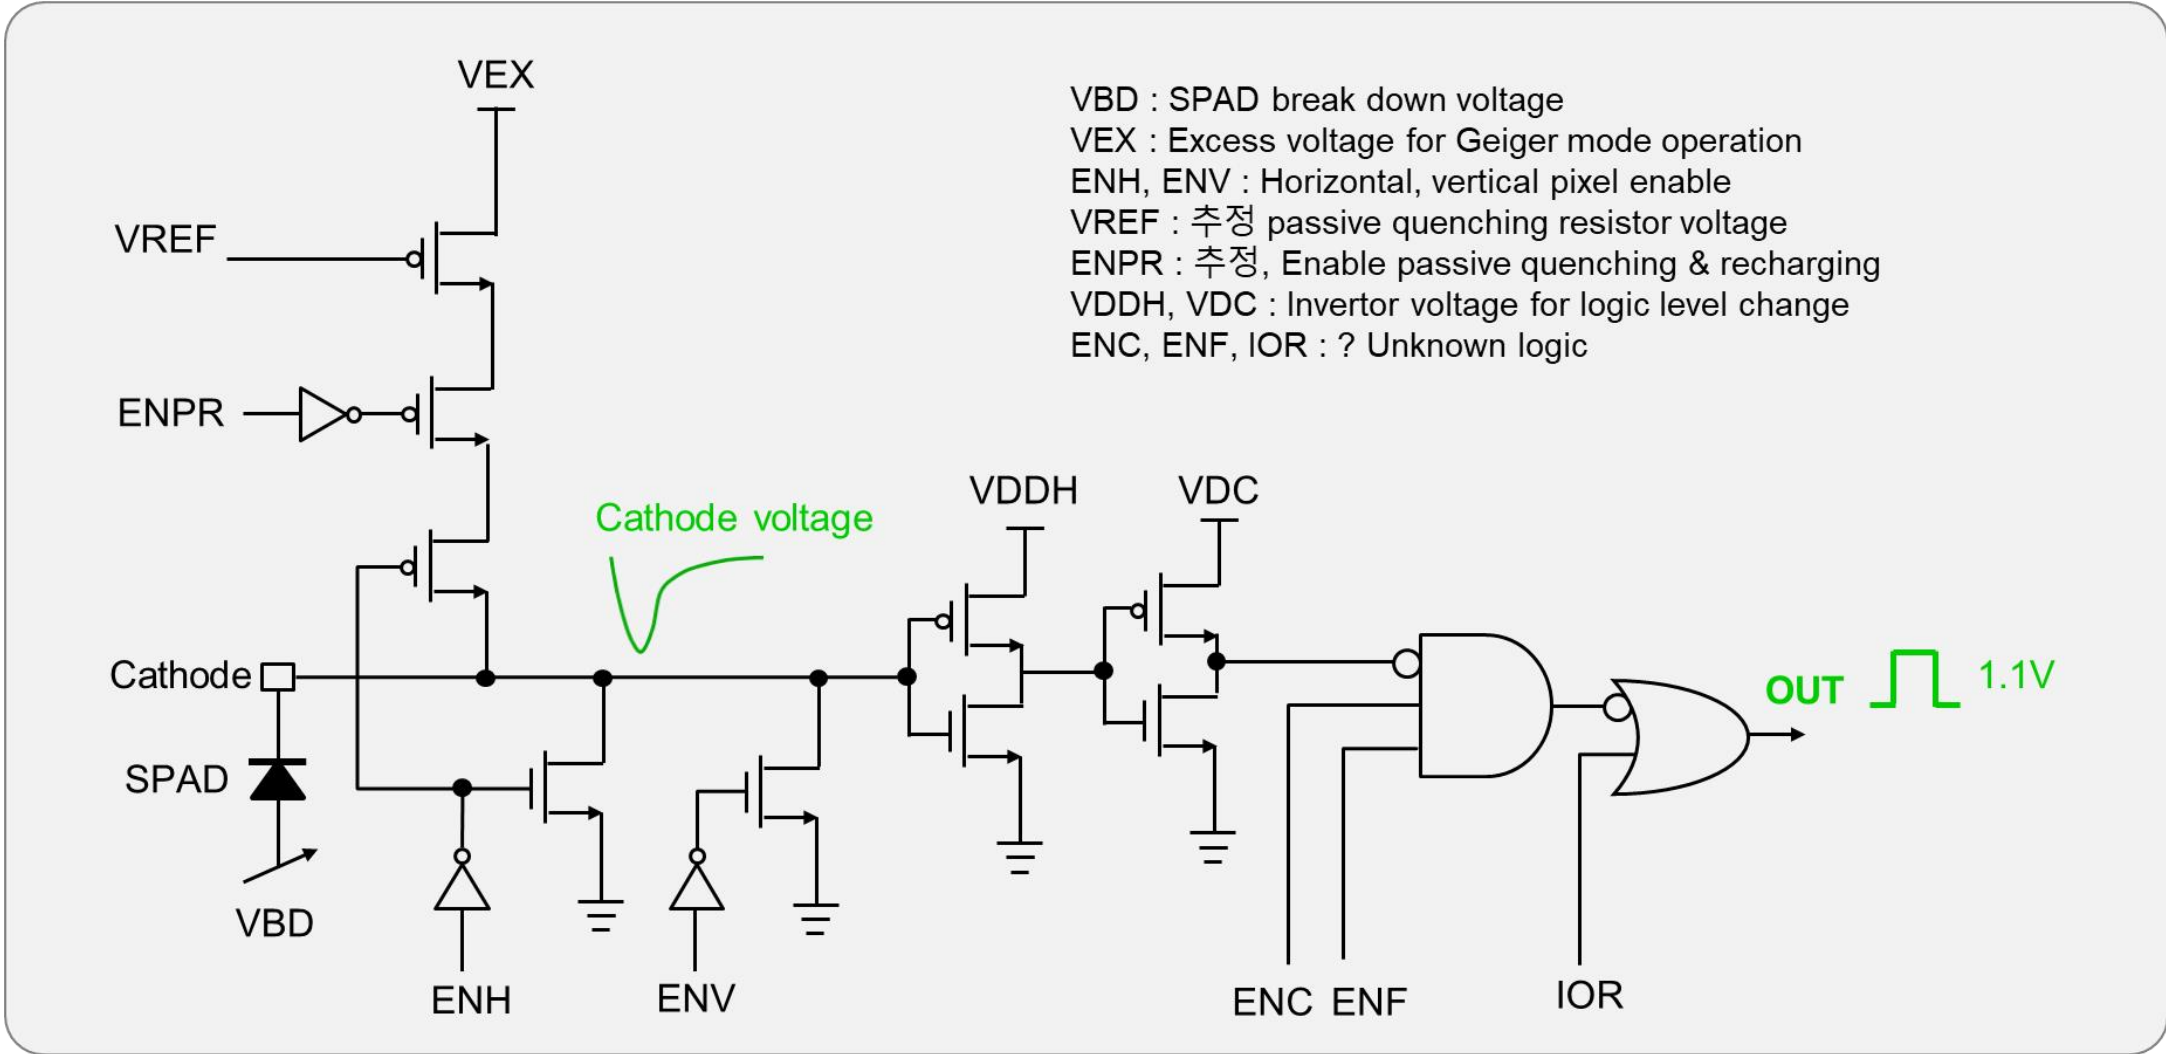 VEX
VBD : SPAD break down voltage
VEX : Excess voltage for Geiger mode operation
ENH, ENV : Horizontal, vertical pixel enable
VREF : 추정 passive quenching resistor voltage
ENPR : 추정, Enable passive quenching & recharging
VDDH, VDC : Invertor voltage for logic level change
ENC, ENF, IOR : ? Unknown logic
VREF
ENPR
Cathode voltage
VDDH
VDC
Cathode
OUT
1.1V
SPAD
VBD
ENH
ENV
ENC
ENF
IOR